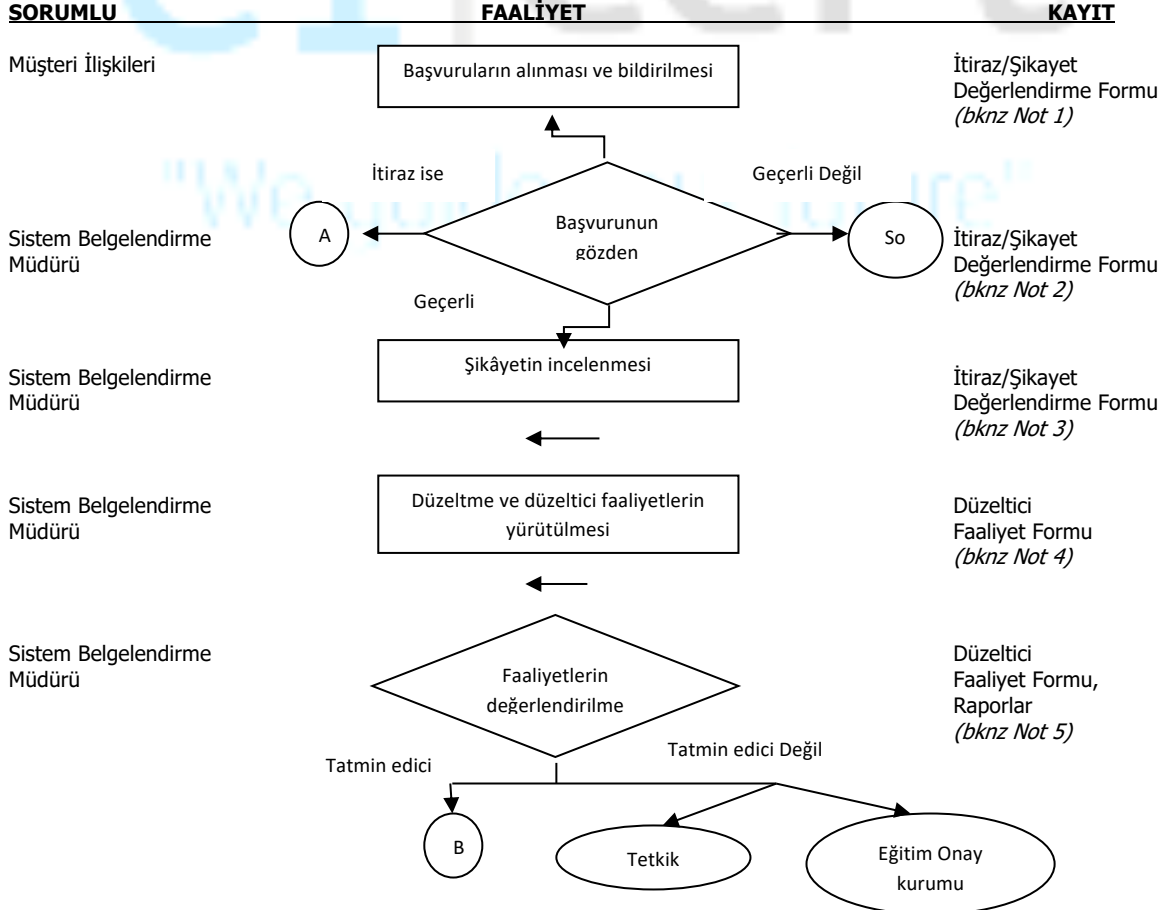 SORUMLU FAALİYET KAYIT
Müşteri İlişkileri
Başvuruların alınması ve bildirilmesi
İtiraz/Şikayet
Değerlendirme Formu
(bknz Not 1)
"We
İtiraz ise
Geçerli Değil
Sistem Belgelendirme
Müdürü
A
Başvurunun
gözden
So
İtiraz/Şikayet
Değerlendirme Formu
(bknz Not 2)
Geçerli
Sistem Belgelendirme
Müdürü
Şikâyetin incelenmesi
İtiraz/Şikayet
Değerlendirme Formu
(bknz Not 3)
Sistem Belgelendirme
Müdürü
Düzeltme ve düzeltici faaliyetlerin
yürütülmesi
Düzeltici
Faaliyet Formu
(bknz Not 4)
Sistem Belgelendirme
Müdürü
Faaliyetlerin
değerlendirilme
Düzeltici
Faaliyet Formu,
Raporlar
(bknz Not 5)
Tatmin edici
Tatmin edici Değil
B
Tetkik
Eğitim Onay
kurumu